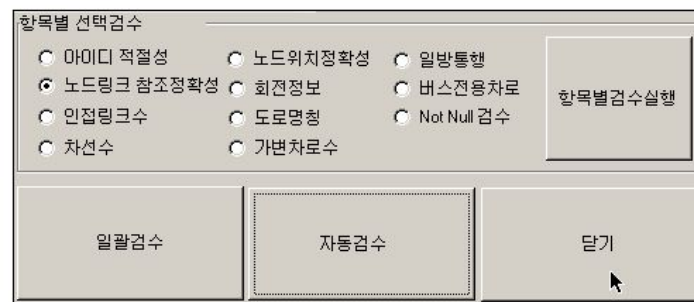 항목별 선택검수
아이디 적절성 노드위치정확성 일방통행
노드링크 참조정확성 회전정보 버스전용차로
인접링크수 도로명칭 Not Null 검수
차선수 가변차로수
항목별검수실행
일괄검수 자동검수 닫기